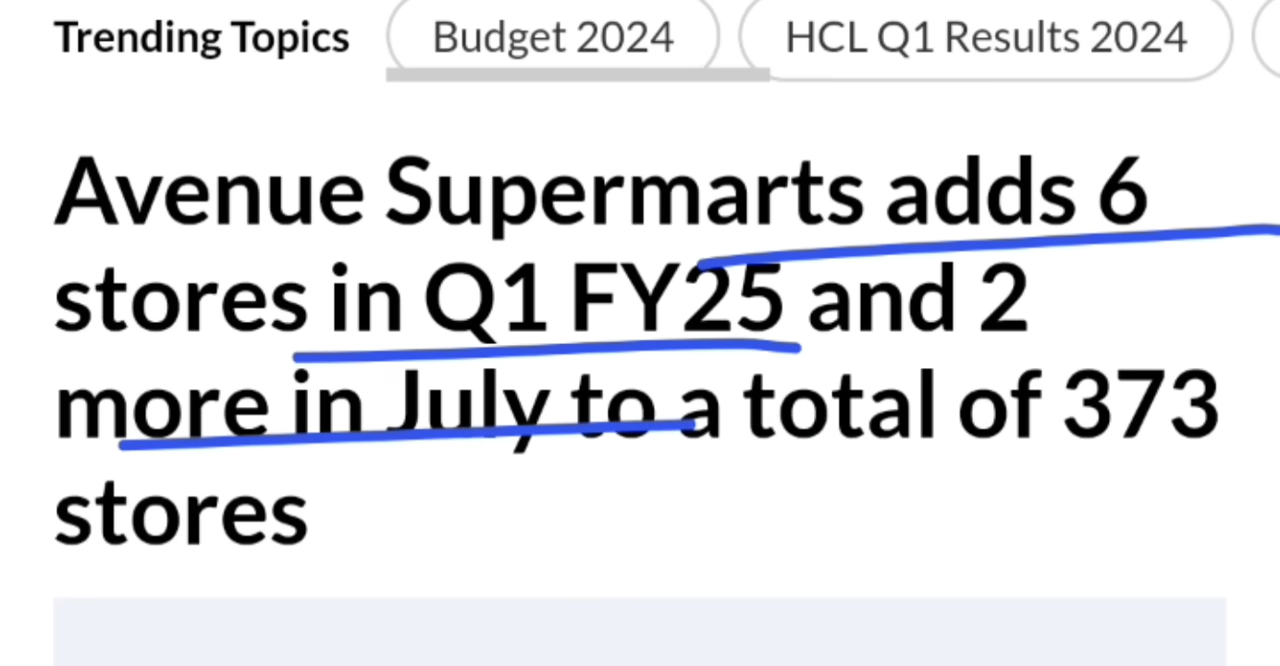 Trending Topics Budget 2024 HCL Q1 Results 2024
Avenue Supermarts adds 6
stores in Q1 FY25 and 2
more in July to a total of 373
stores